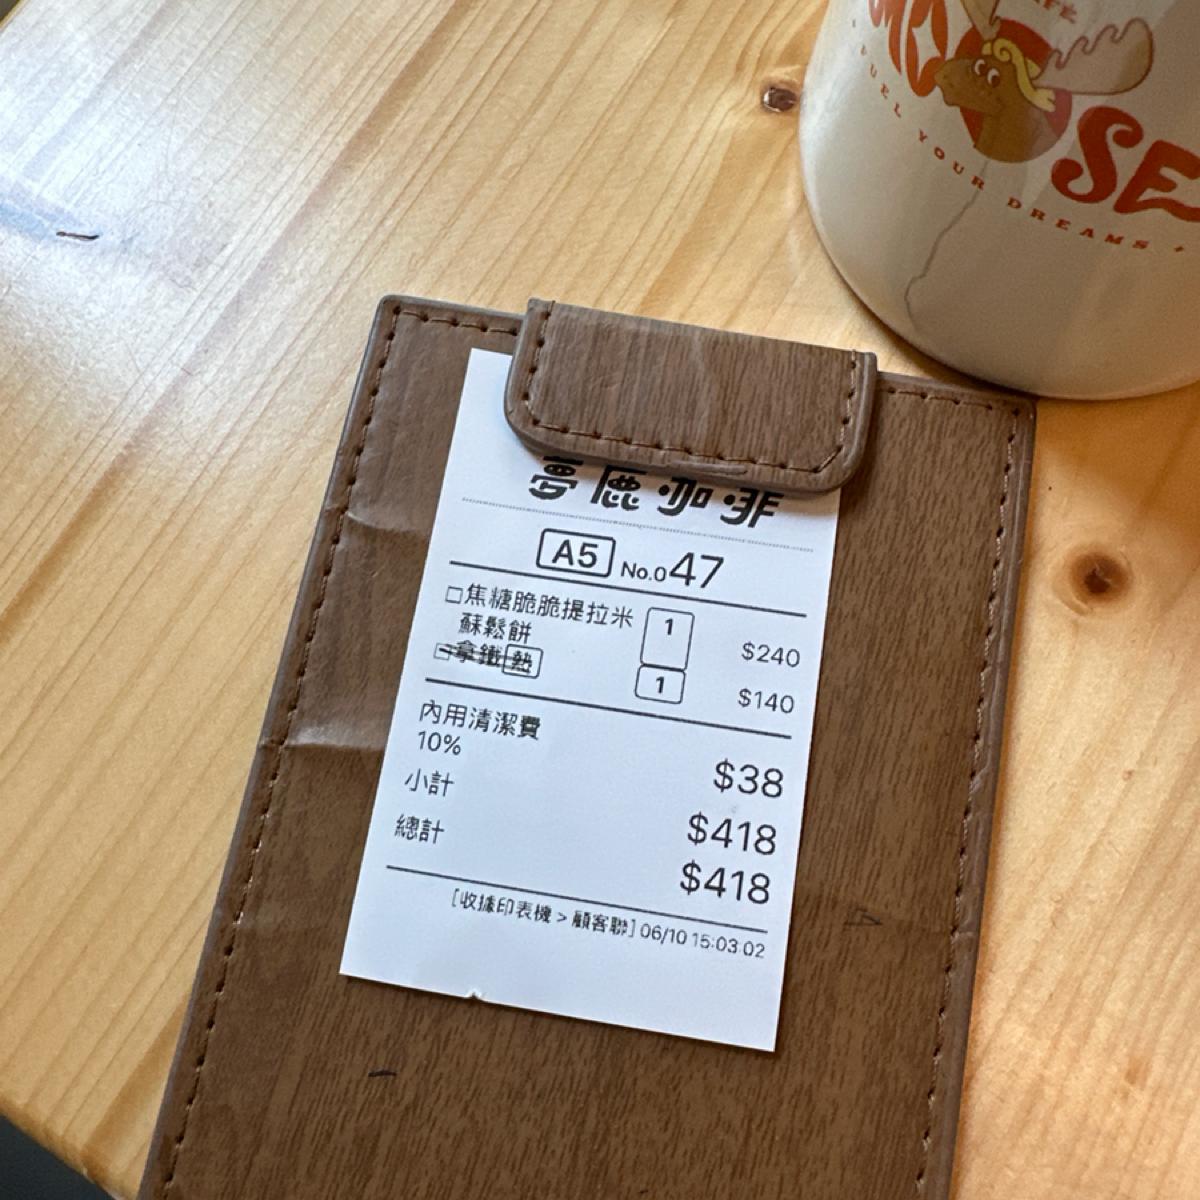 SE
FUEL YOUR DREAMS
夢鹿咖啡
A5 No.047
□焦糖脆脆提拉米 1 $240
蘇鬆餅
□拿鐵 熱 1 $140
內用清潔費
10% $38
小計 $418
總計 $418
[收據印表機 > 顧客聯] 06/10 15:03:02